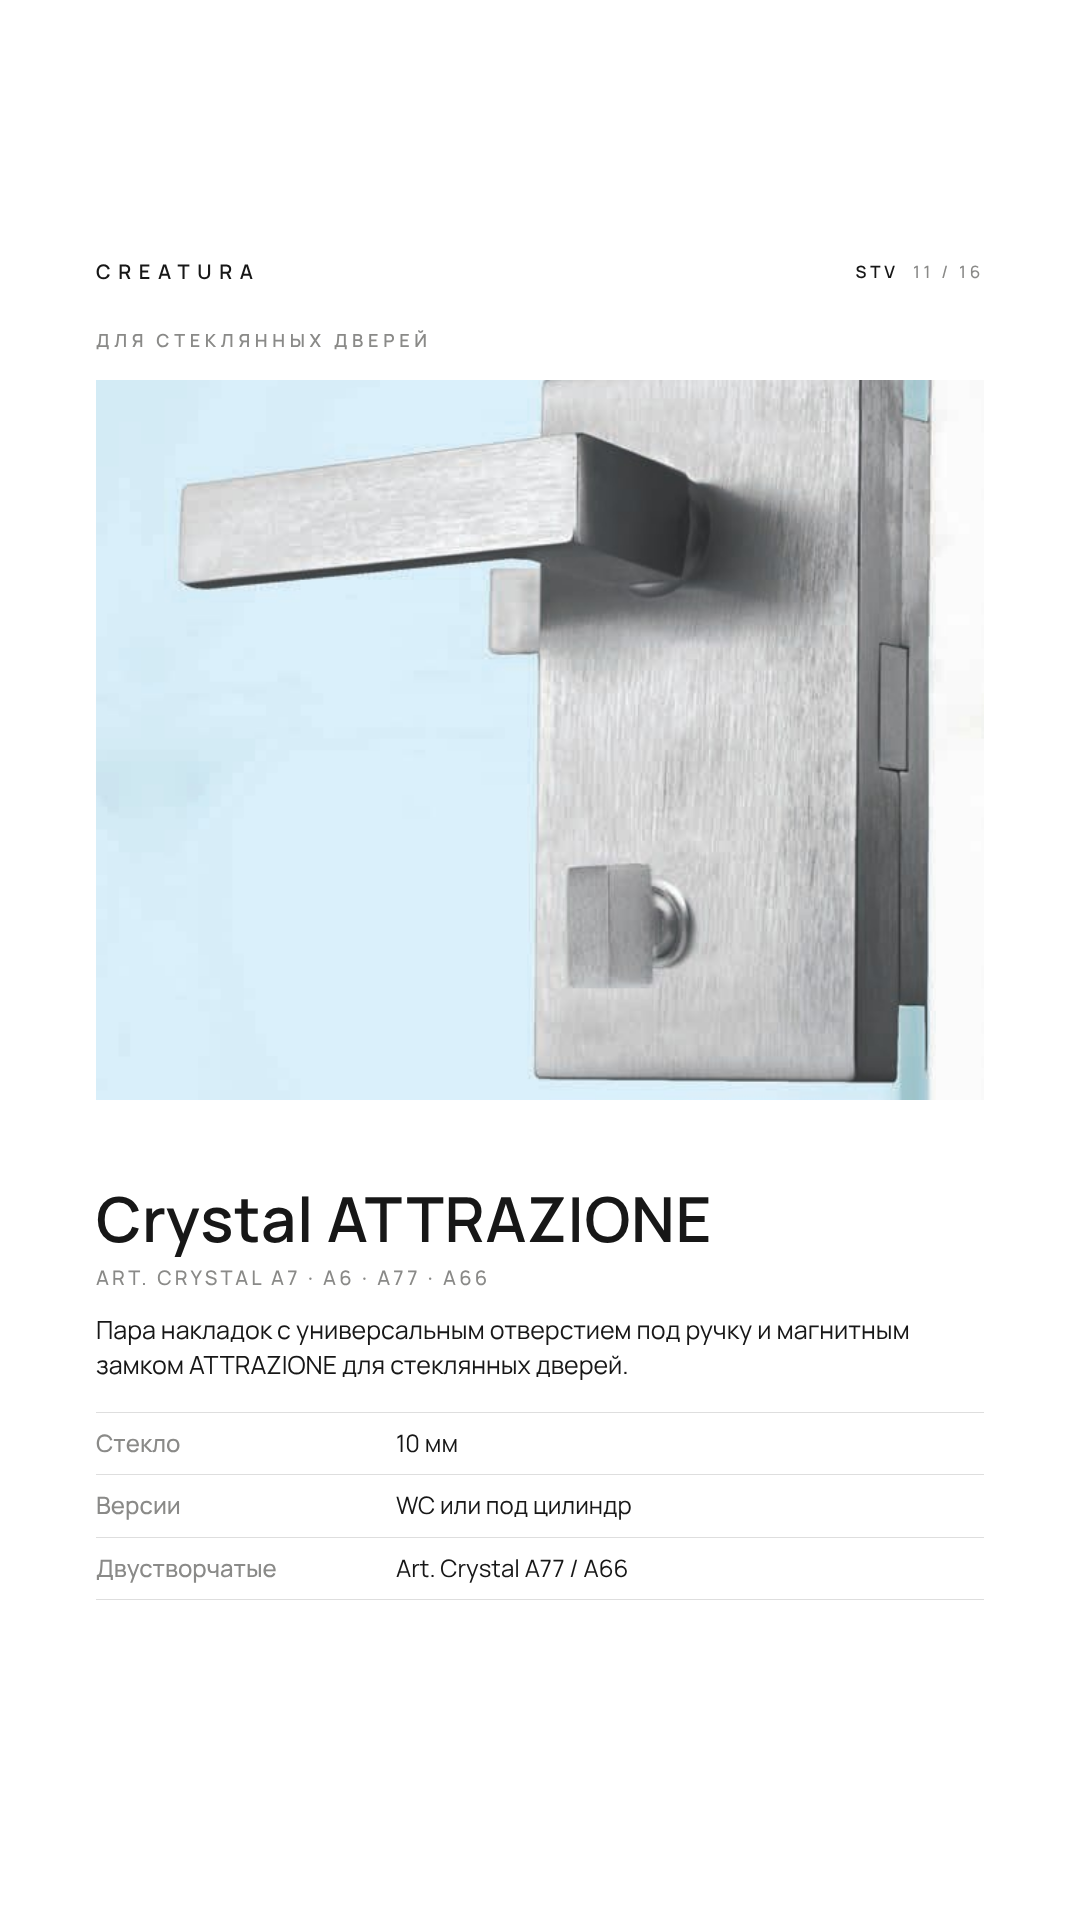 CREATURA
STV 11 / 16
ДЛЯ СТЕКЛЯННЫХ ДВЕРЕЙ
Crystal ATTRAZIONE
ART. CRYSTAL A7 · A6 · A77 · A66
Пара накладок с универсальным отверстием под ручку и магнитным
замком ATTRAZIONE для стеклянных дверей.
Стекло 10 мм
Версии WC или под цилиндр
Двустворчатые Art. Crystal A77 / A66